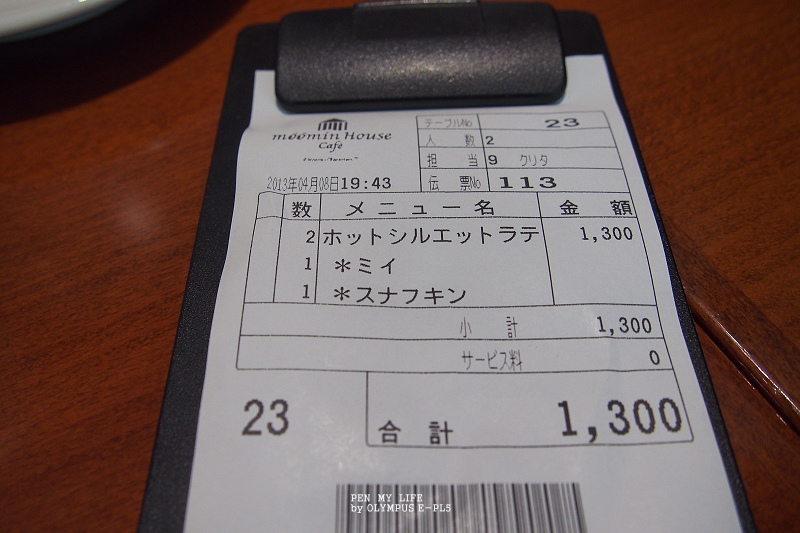 moomin House
Cafe
テーブルNo 23
人数 2
担当 9 クリタ
2013年04月08日19:43
伝票No 113
数 メニュー名 金額
2 ホットシルエットラテ 1,300
1 *ミイ
1 *スナフキン
小計 1,300
サービス料 0
23
合計 1,300
PEN MY LIFE
by OLYMPUS E-PL5